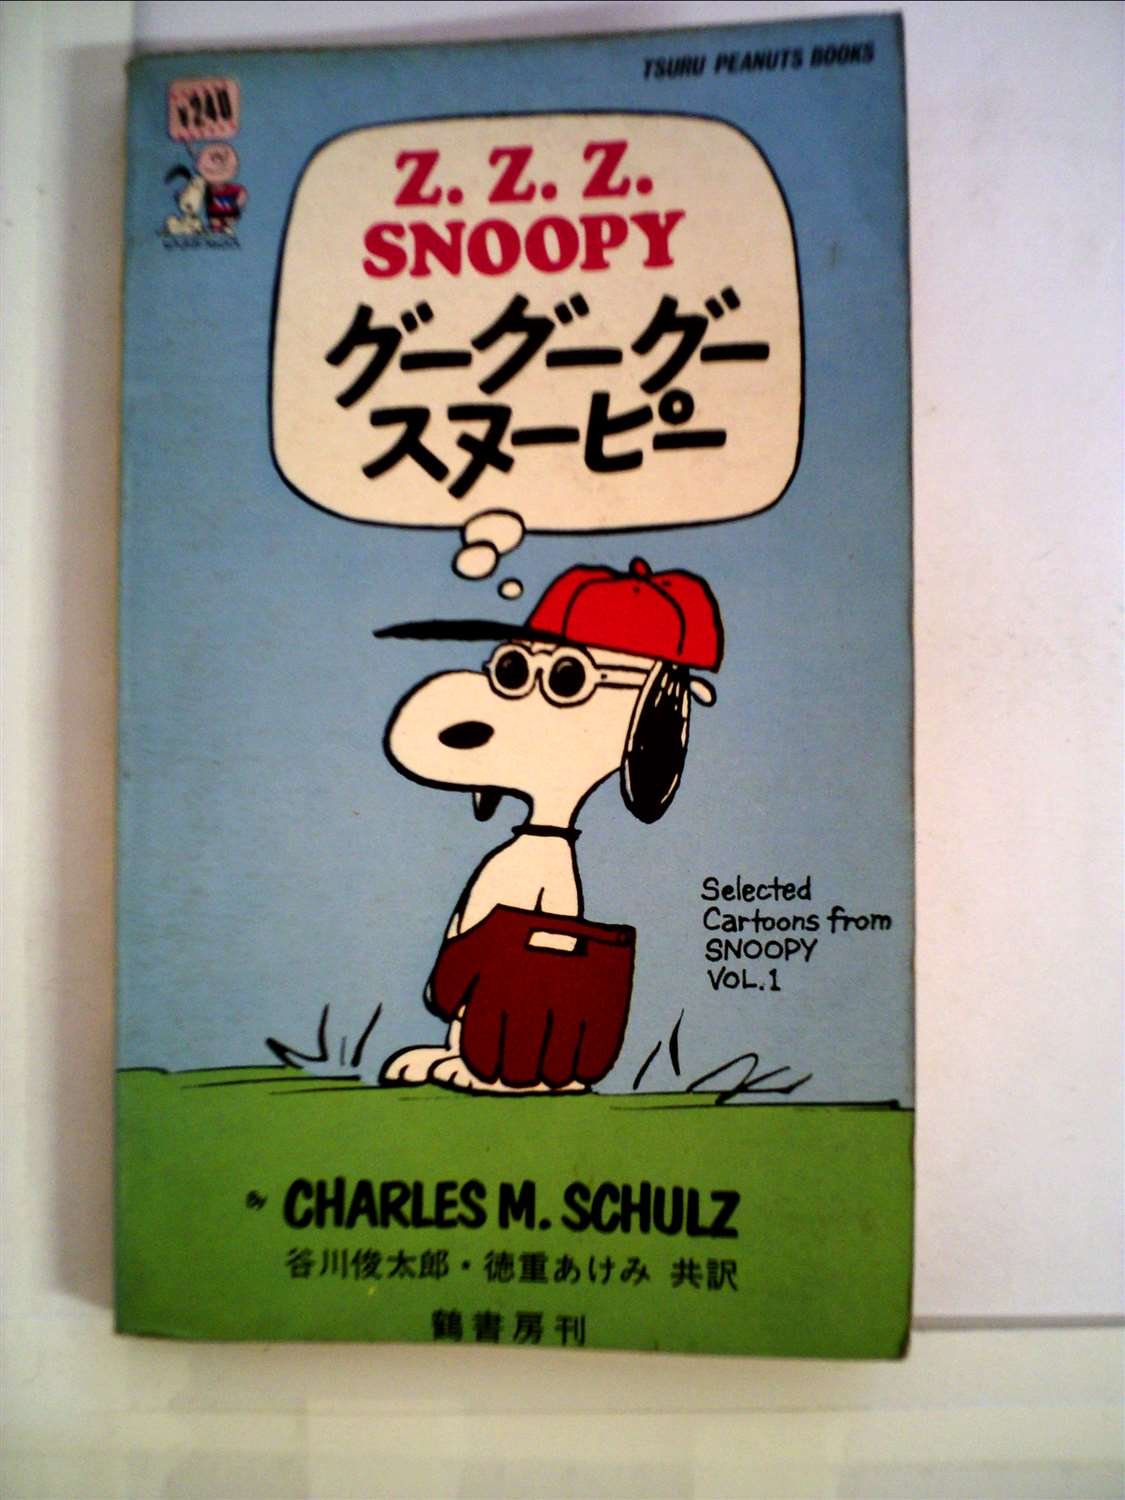 TSURU PEANUTS BOOKS
¥240
Z. Z. Z.
SNOOPY
グーグーグー
スヌーピー
Selected
Cartoons from
SNOOPY
VOL.1
By CHARLES M. SCHULZ
谷川俊太郎・徳重あけみ 共訳
鶴書房刊